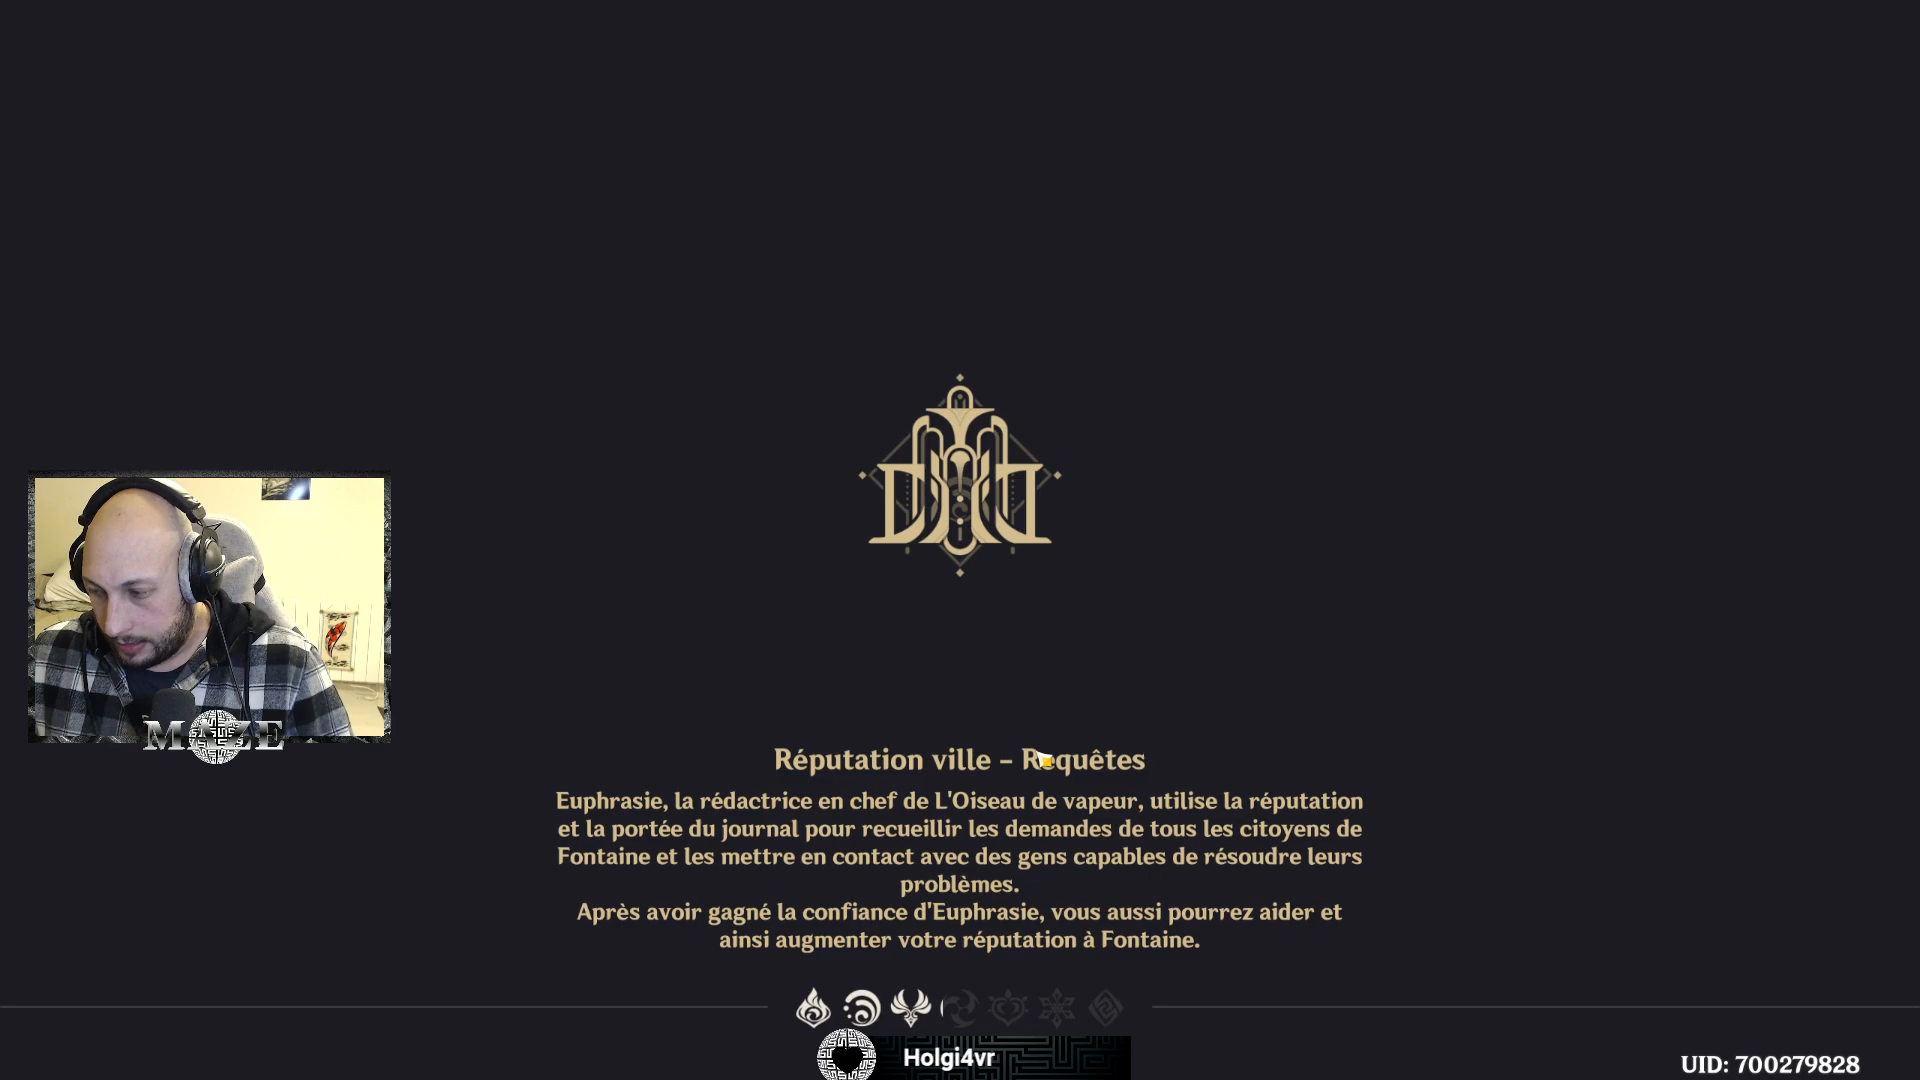 MAZE
Réputation ville – Requêtes
Euphrasie, la rédactrice en chef de L'Oiseau de vapeur, utilise la réputation
et la portée du journal pour recueillir les demandes de tous les citoyens de
Fontaine et les mettre en contact avec des gens capables de résoudre leurs
problèmes.
Après avoir gagné la confiance d'Euphrasie, vous aussi pourrez aider et
ainsi augmenter votre réputation à Fontaine.
Holgi4vr
UID: 700279828